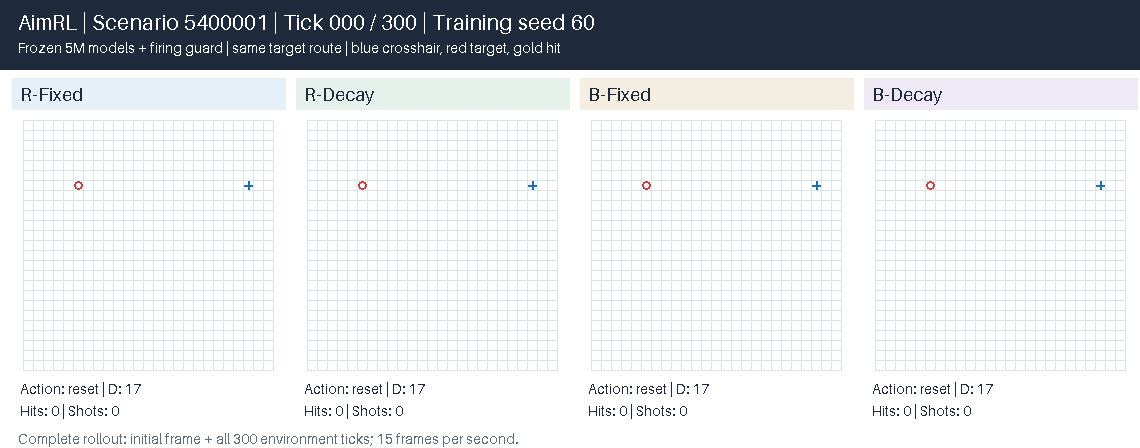 AimRL | Scenario 5400001 | Tick 000 / 300 | Training seed 60
Frozen 5M models + firing guard | same target route | blue crosshair, red target, gold hit
R-Fixed
R-Decay
B-Fixed
B-Decay
Action: reset | D: 17
Hits: 0 | Shots: 0
Action: reset | D: 17
Hits: 0 | Shots: 0
Action: reset | D: 17
Hits: 0 | Shots: 0
Action: reset | D: 17
Hits: 0 | Shots: 0
Complete rollout: initial frame + all 300 environment ticks; 15 frames per second.